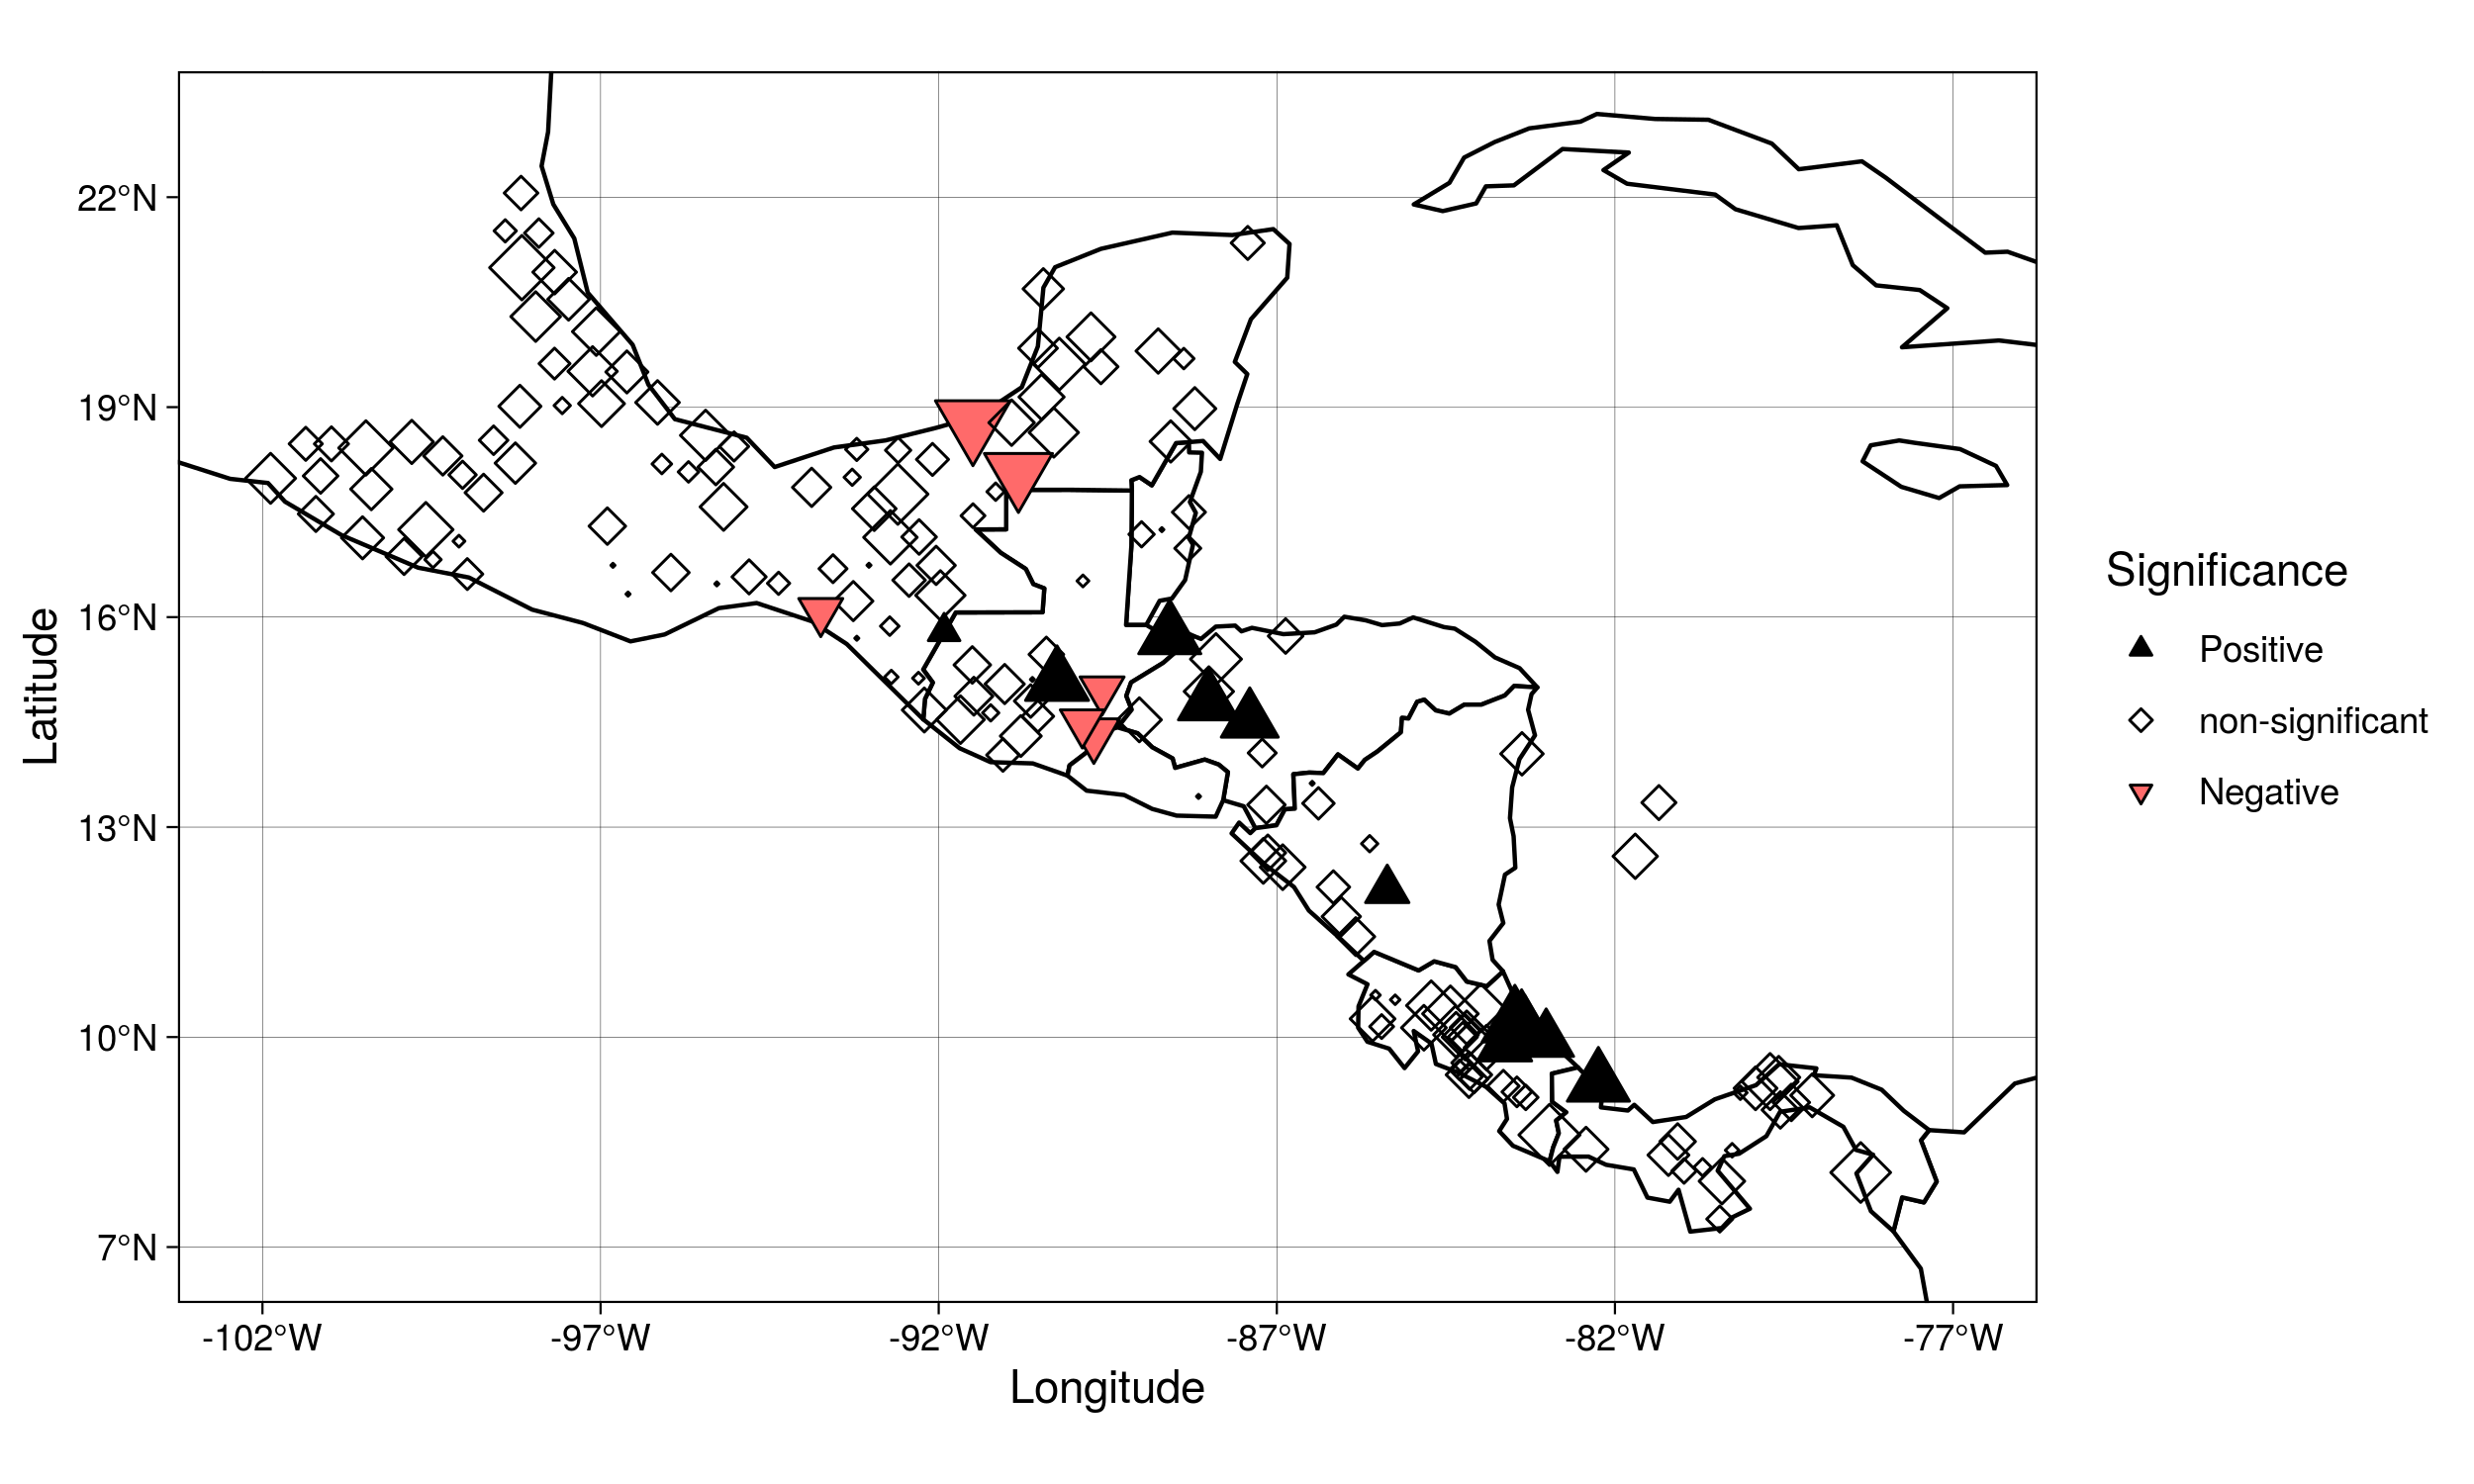 22°N
19°N
16°N
13°N
10°N
7°N
Latitude
-102°W
-97°W
-92°W
-87°W
-82°W
-77°W
Longitude
Significance
Positive
non-significant
Negative